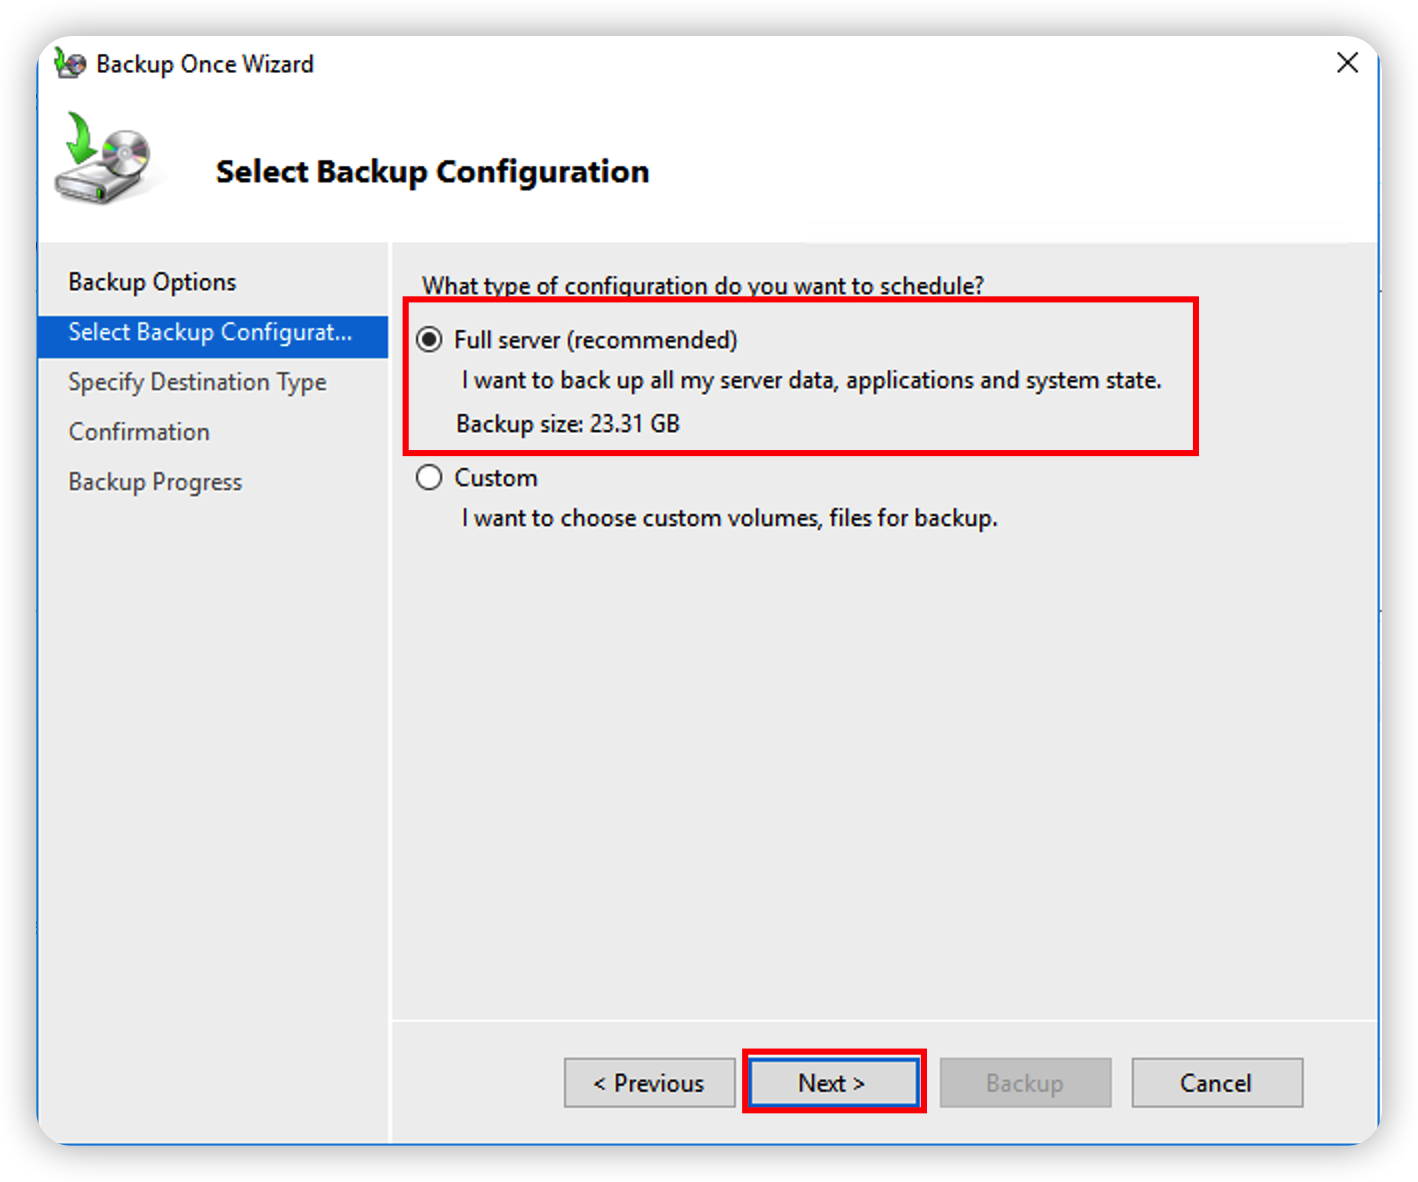 Backup Once Wizard
Select Backup Configuration
Backup Options
Select Backup Configurat...
Specify Destination Type
Confirmation
Backup Progress
What type of configuration do you want to schedule?
Full server (recommended)
I want to back up all my server data, applications and system state.
Backup size: 23.31 GB
Custom
I want to choose custom volumes, files for backup.
< Previous
Next >
Backup
Cancel